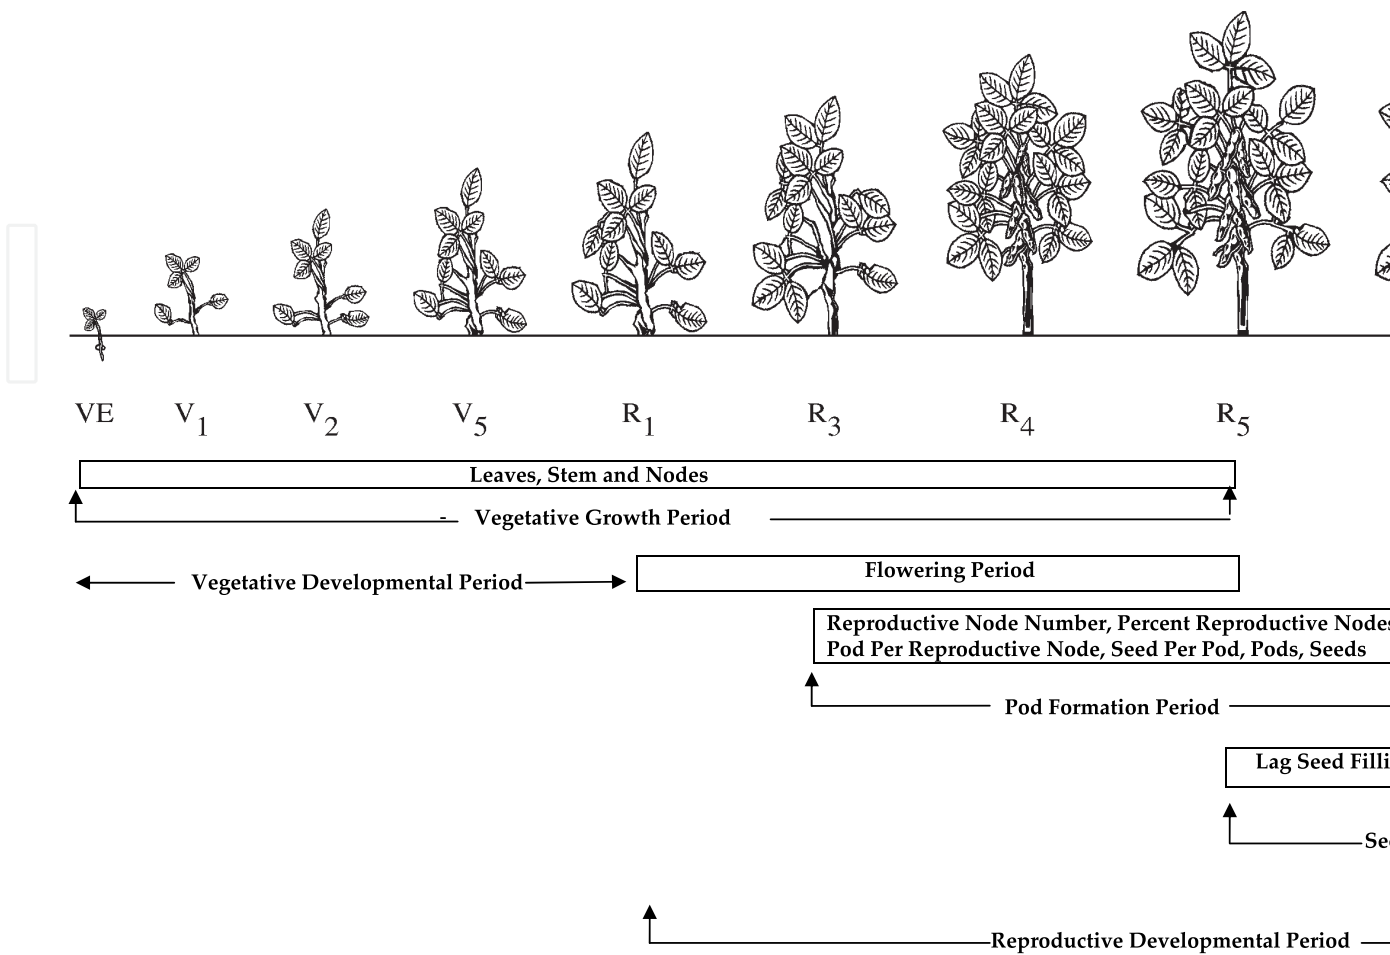 VE V1 V2 V5 R1 R3 R4 R5
Leaves, Stem and Nodes
- Vegetative Growth Period
Flowering Period
Vegetative Developmental Period
Reproductive Node Number, Percent Reproductive Nodes
Pod Per Reproductive Node, Seed Per Pod, Pods, Seeds
Pod Formation Period
Lag Seed
Reproductive Developmental Period